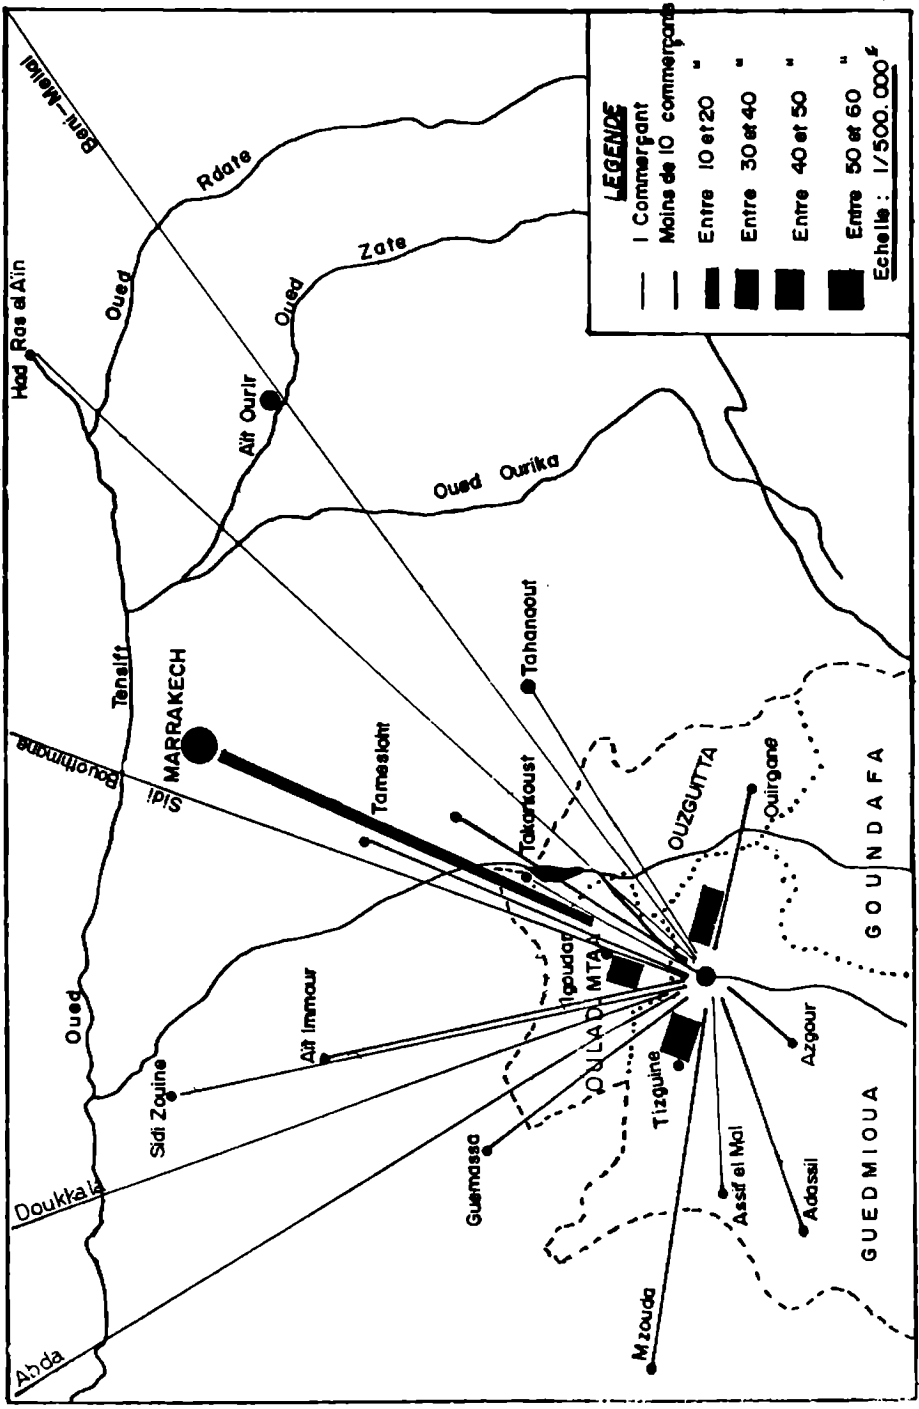 LEGENDE
1 Commerçant
Moins de 10 commerçants
Entre 10 et 20 "
Entre 30 et 40 "
Entre 40 et 50 "
Entre 50 et 60 "
Echelle : 1/500.000e
Abda
Doukkala
Sidi Bouothmane
Had Ras el Aïn
Beni-Mellal
Oued Tensift
Oued Rdate
Oued Zate
Oued Ourika
Sidi Zouine
MARRAKECH
Aït Ourir
Aït Immour
Tamesloht
Guemassa
Igoudar
Takarkoust
Tahanaout
OULAD-MTAA
OUZGUITTA
Mzouda
Tizguine
Ouirgane
Assif el Mal
Adassil
Azgour
GUEDMIOUA
GOUNDAFA